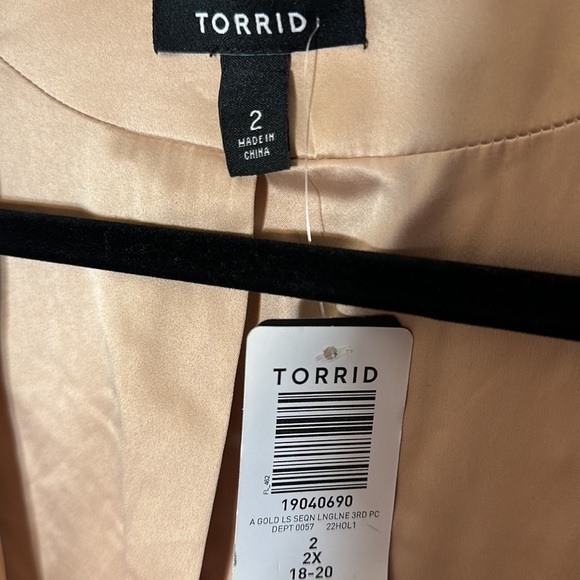 TORRID
2
MADE IN
CHINA
TORRID
FL_402
19040690
A GOLD LS SEQN LNGLNE 3RD PC
DEPT 0057 22HOL1
2
2X
18-20